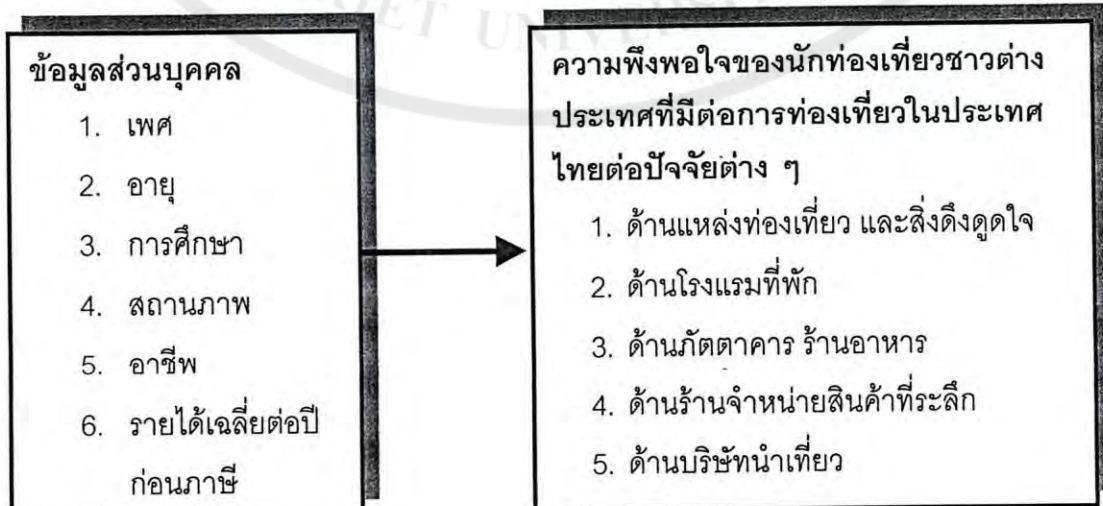 ข้อมูลส่วนบุคคล
1. เพศ
2. อายุ
3. การศึกษา
4. สถานภาพ
5. อาชีพ
6. รายได้เฉลี่ยต่อปี
ก่อนภาษี
ความพึงพอใจของนักท่องเที่ยวชาวต่าง
ประเทศที่มีต่อการท่องเที่ยวในประเทศ
ไทยต่อปัจจัยต่าง ๆ
1. ด้านแหล่งท่องเที่ยว และสิ่งดึงดูดใจ
2. ด้านโรงแรมที่พัก
3. ด้านภัตตาคาร ร้านอาหาร
4. ด้านร้านจำหน่ายสินค้าที่ระลึก
5. ด้านบริษัทนำเที่ยว